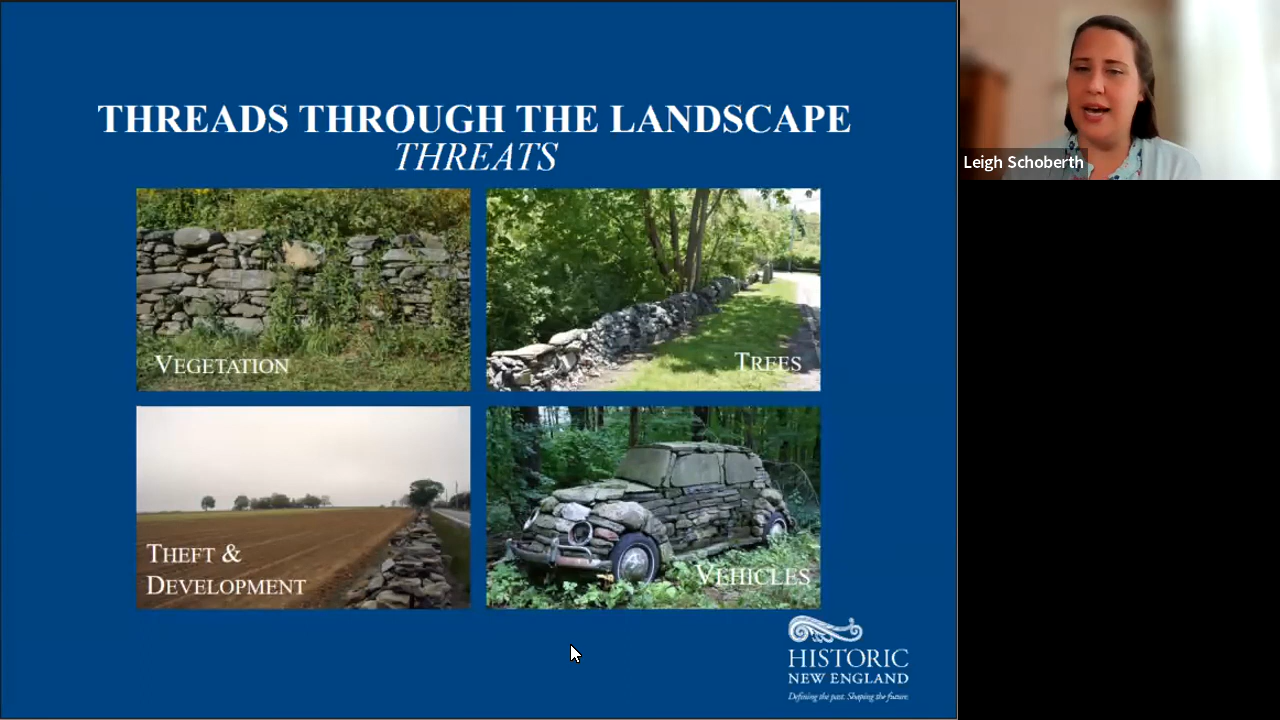 THREADS THROUGH THE LANDSCAPE
THREATS
VEGETATION
TREES
THEFT &
DEVELOPMENT
VEHICLES
HISTORIC
NEW ENGLAND
Defining the past. Shaping the future.
Leigh Schoberth